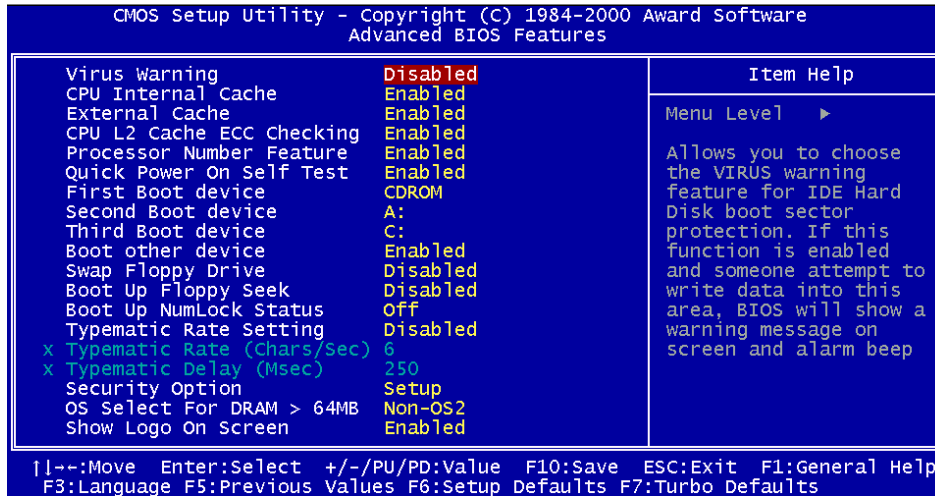 CMOS Setup Utility - Copyright (C) 1984-2000 Award Software
Advanced BIOS Features
Virus Warning Disabled
CPU Internal Cache Enabled
External Cache Enabled
CPU L2 Cache ECC Checking Enabled
Processor Number Feature Enabled
Quick Power On Self Test Enabled
First Boot device CDROM
Second Boot device A:
Third Boot device C:
Boot other device Enabled
Swap Floppy Drive Disabled
Boot Up Floppy Seek Disabled
Boot Up NumLock Status Off
Typematic Rate Setting Disabled
x Typematic Rate (Chars/Sec) 6
x Typematic Delay (Msec) 250
Security Option Setup
OS Select For DRAM > 64MB Non-OS2
Show Logo On Screen Enabled
Item Help
Menu Level ►
Allows you to choose
the VIRUS warning
feature for IDE Hard
Disk boot sector
protection. If this
function is enabled
and someone attempt to
write data into this
area, BIOS will show a
warning message on
screen and alarm beep
↑↓→←:Move Enter:Select +/-/PU/PD:Value F10:Save ESC:Exit F1:General Help
F3:Language F5:Previous Values F6:Setup Defaults F7:Turbo Defaults